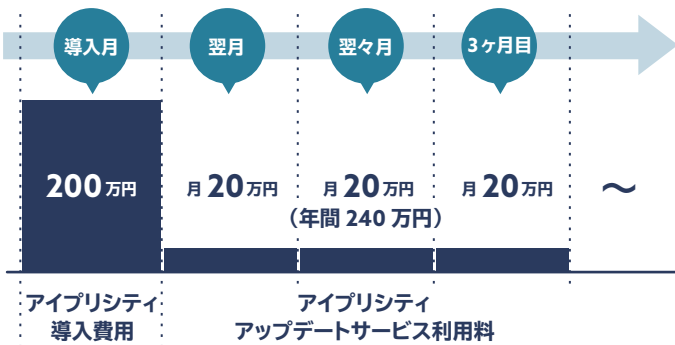 導入月
翌月
翌々月
3ヶ月目
200万円
月20万円
月20万円
(年間240万円)
月20万円
〜
アイプリシティ
導入費用
アイプリシティ
アップデートサービス利用料